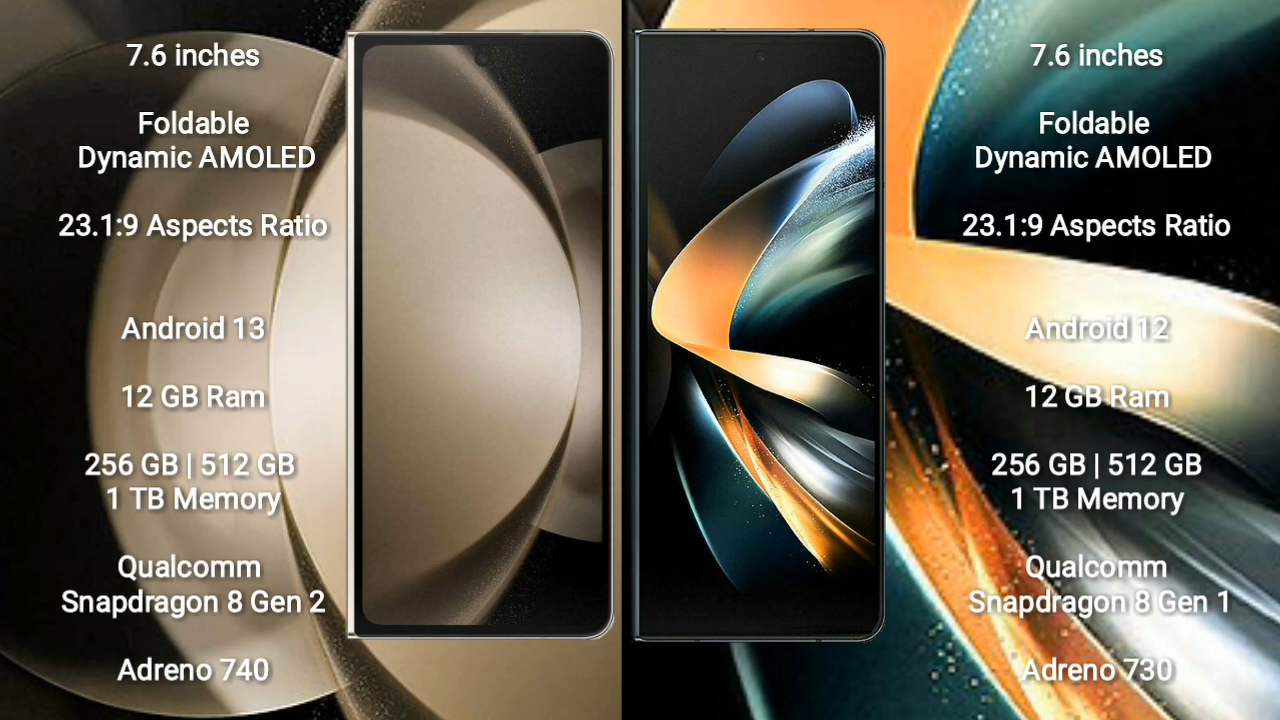 7.6 inches
Foldable
Dynamic AMOLED
23.1:9 Aspects Ratio
Android 13
12 GB Ram
256 GB | 512 GB
1 TB Memory
Qualcomm
Snapdragon 8 Gen 2
Adreno 740
7.6 inches
Foldable
Dynamic AMOLED
23.1:9 Aspects Ratio
Android 12
12 GB Ram
256 GB | 512 GB
1 TB Memory
Qualcomm
Snapdragon 8 Gen 1
Adreno 730